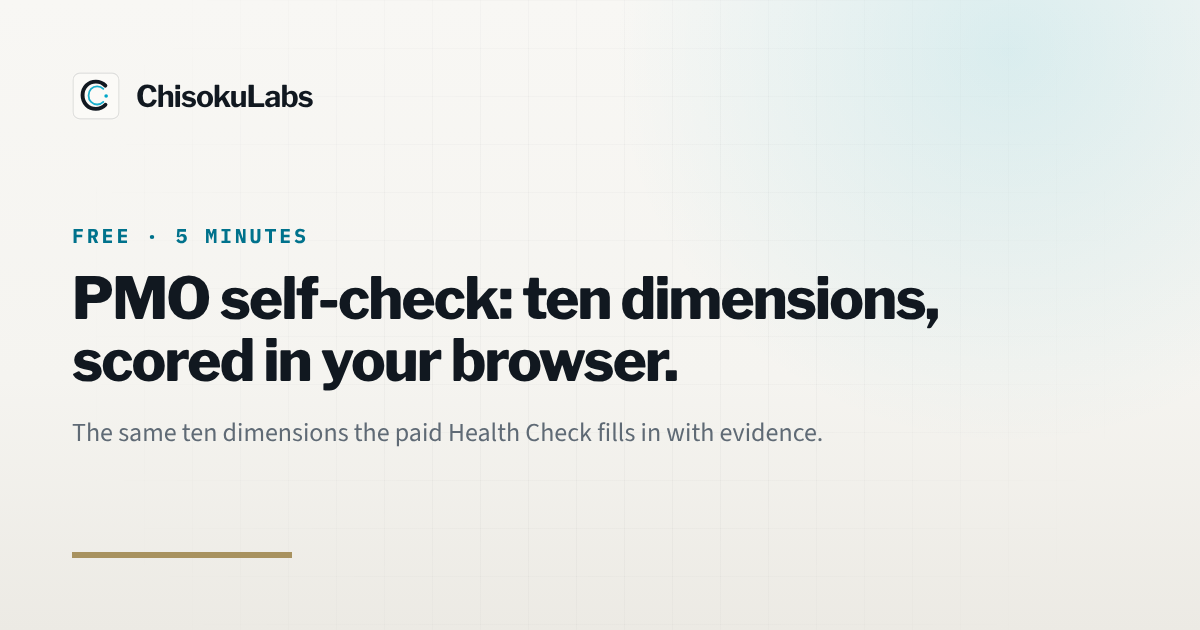 ChisokuLabs
FREE · 5 MINUTES
PMO self-check: ten dimensions,
scored in your browser.
The same ten dimensions the paid Health Check fills in with evidence.